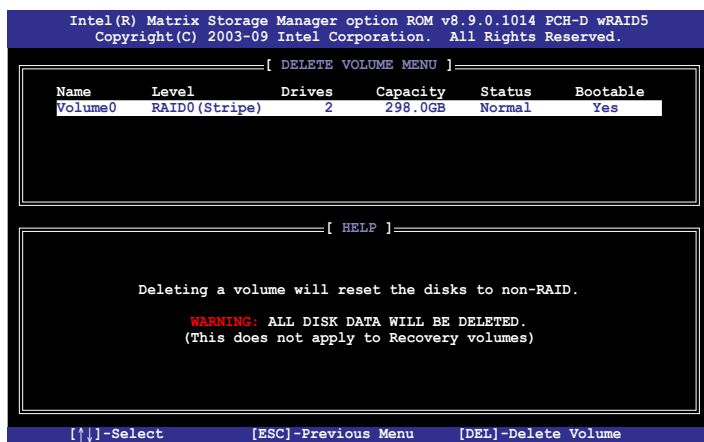 Intel(R) Matrix Storage Manager option ROM v8.9.0.1014 PCH-D wRAID5
Copyright(C) 2003-09 Intel Corporation. All Rights Reserved.
[ DELETE VOLUME MENU ]
Name Level Drives Capacity Status Bootable
Volume0 RAID0(Stripe) 2 298.0GB Normal Yes
[ HELP ]
Deleting a volume will reset the disks to non-RAID.
WARNING: ALL DISK DATA WILL BE DELETED.
(This does not apply to Recovery volumes)
[↑↓]-Select [ESC]-Previous Menu [DEL]-Delete Volume